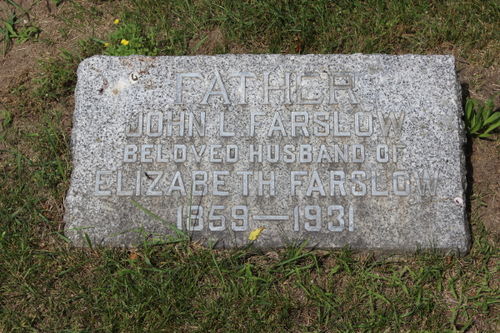 FATHER
JOHN L. FARSLOW
BELOVED HUSBAND OF
ELIZABETH FARSLOW
1859—1931